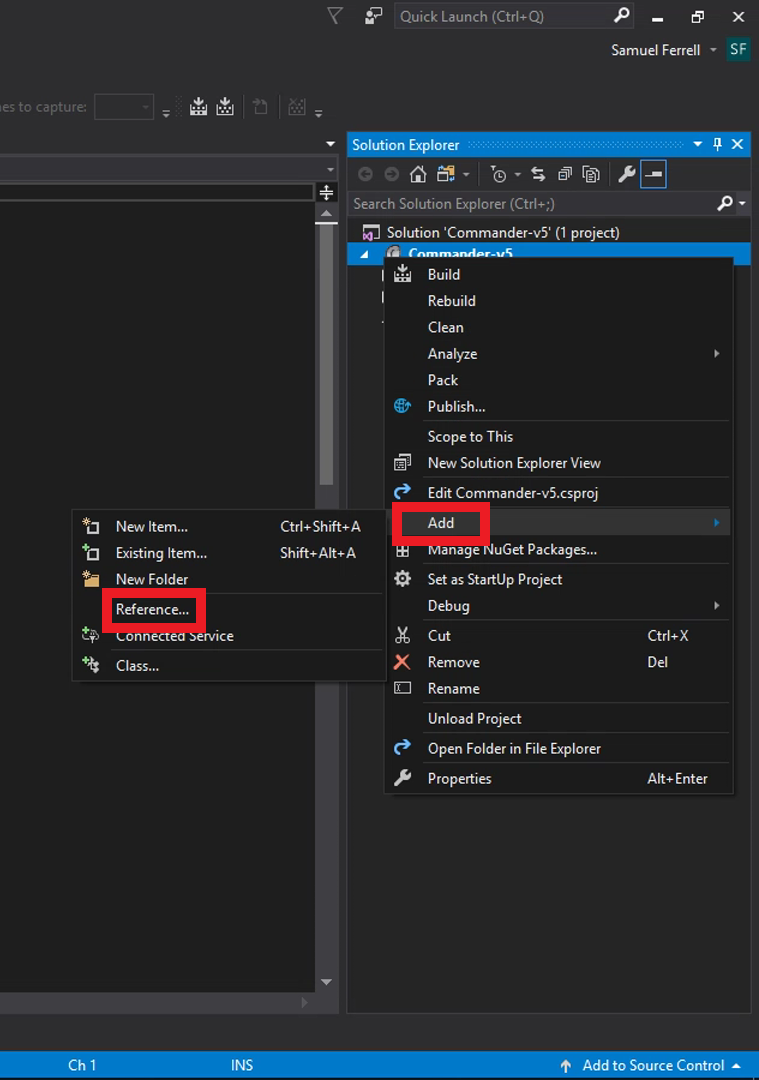 Quick Launch (Ctrl+Q)
Samuel Ferrell SF
nes to capture:
Solution Explorer
Search Solution Explorer (Ctrl+;)
Solution 'Commander-v5' (1 project)
Commander-v5
Build
Rebuild
Clean
Analyze
Pack
Publish...
Scope to This
New Solution Explorer View
Edit Commander-v5.csproj
Add
Manage NuGet Packages...
Set as StartUp Project
Debug
Cut Ctrl+X
Remove Del
Rename
Unload Project
Open Folder in File Explorer
Properties Alt+Enter
New Item... Ctrl+Shift+A
Existing Item... Shift+Alt+A
New Folder
Reference...
Connected Service
Class...
Ch 1 INS Add to Source Control